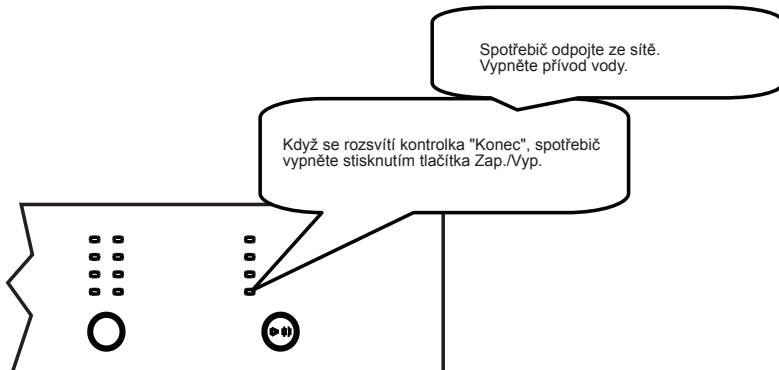 Spotřebič odpojte ze sítě.
Vypněte přívod vody.
Když se rozsvítí kontrolka "Konec", spotřebič
vypněte stisknutím tlačítka Zap./Vyp.